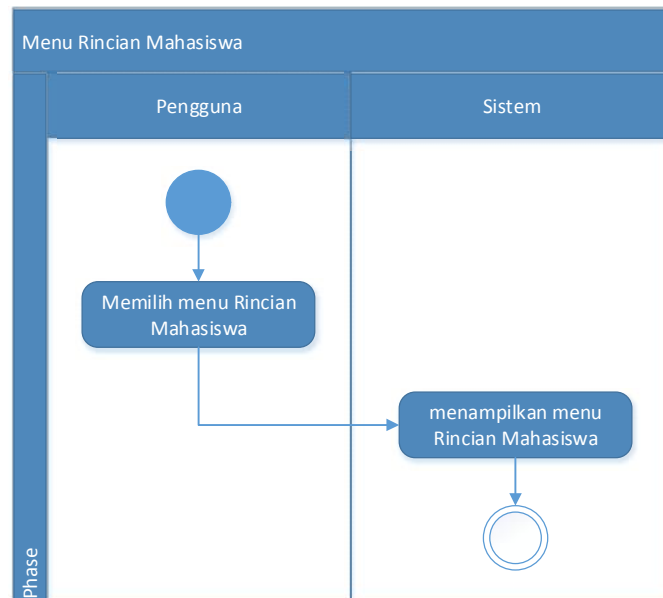 Menu Rincian Mahasiswa
Pengguna
Sistem
Memilih menu Rincian
Mahasiswa
menampilkan menu
Rincian Mahasiswa
Phase